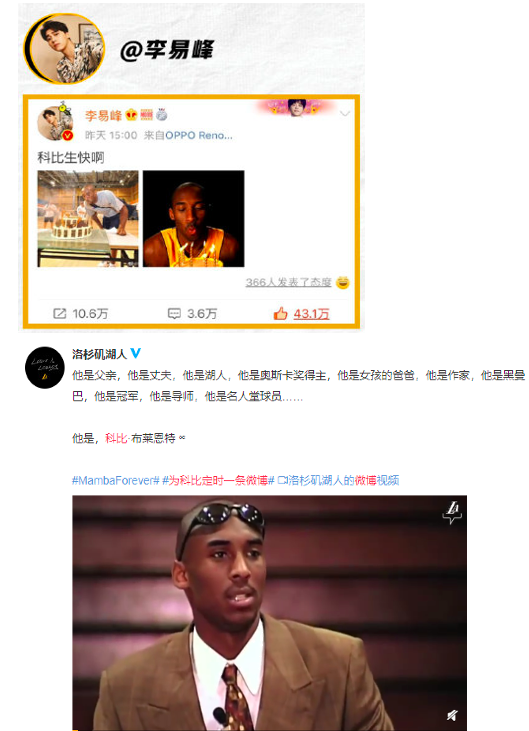 @李易峰
李易峰
昨天 15:00 来自OPPO Reno...
科比生快啊
366人发表了态度
10.6万 3.6万 43.1万
洛杉矶湖人
他是父亲，他是丈夫，他是湖人，他是奥斯卡奖得主，他是女孩的爸爸，他是作家，他是黑曼
巴，他是冠军，他是导师，他是名人堂球员……
他是，科比·布莱恩特
#MambaForever# #为科比定时一条微博# 洛杉矶湖人的微博视频